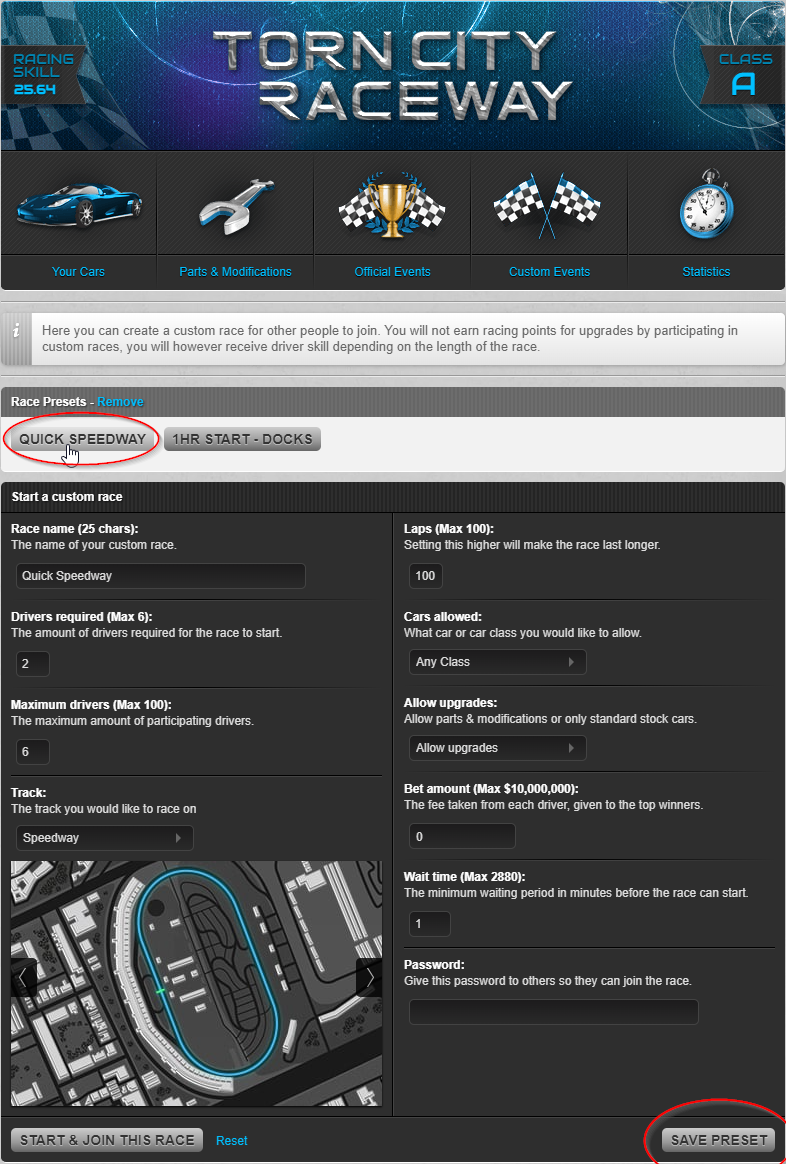 TORN CITY
RACEWAY
RACING
SKILL
25.64
CLASS
A
Your Cars
Parts & Modifications
Official Events
Custom Events
Statistics
i
Here you can create a custom race for other people to join. You will not earn racing points for upgrades by participating in
custom races, you will however receive driver skill depending on the length of the race.
Race Presets - Remove
QUICK SPEEDWAY
1HR START - DOCKS
Start a custom race
Race name (25 chars):
The name of your custom race.
Quick Speedway
Drivers required (Max 6):
The amount of drivers required for the race to start.
2
Maximum drivers (Max 100):
The maximum amount of participating drivers.
6
Track:
The track you would like to race on
Speedway
Laps (Max 100):
Setting this higher will make the race last longer.
100
Cars allowed:
What car or car class you would like to allow.
Any Class
Allow upgrades:
Allow parts & modifications or only standard stock cars.
Allow upgrades
Bet amount (Max $10,000,000):
The fee taken from each driver, given to the top winners.
0
Wait time (Max 2880):
The minimum waiting period in minutes before the race can start.
1
Password:
Give this password to others so they can join the race.
START & JOIN THIS RACE
Reset
SAVE PRESET